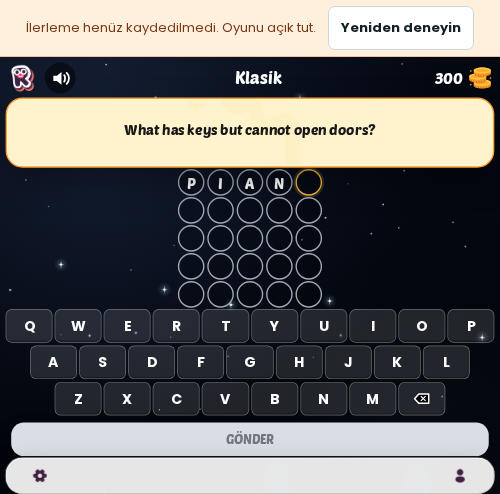 İlerleme henüz kaydedilmedi. Oyunu açık tut.
Yeniden deneyin
Klasik
300
What has keys but cannot open doors?
P I A N
Q W E R T Y U I O P
A S D F G H J K L
Z X C V B N M
GÖNDER